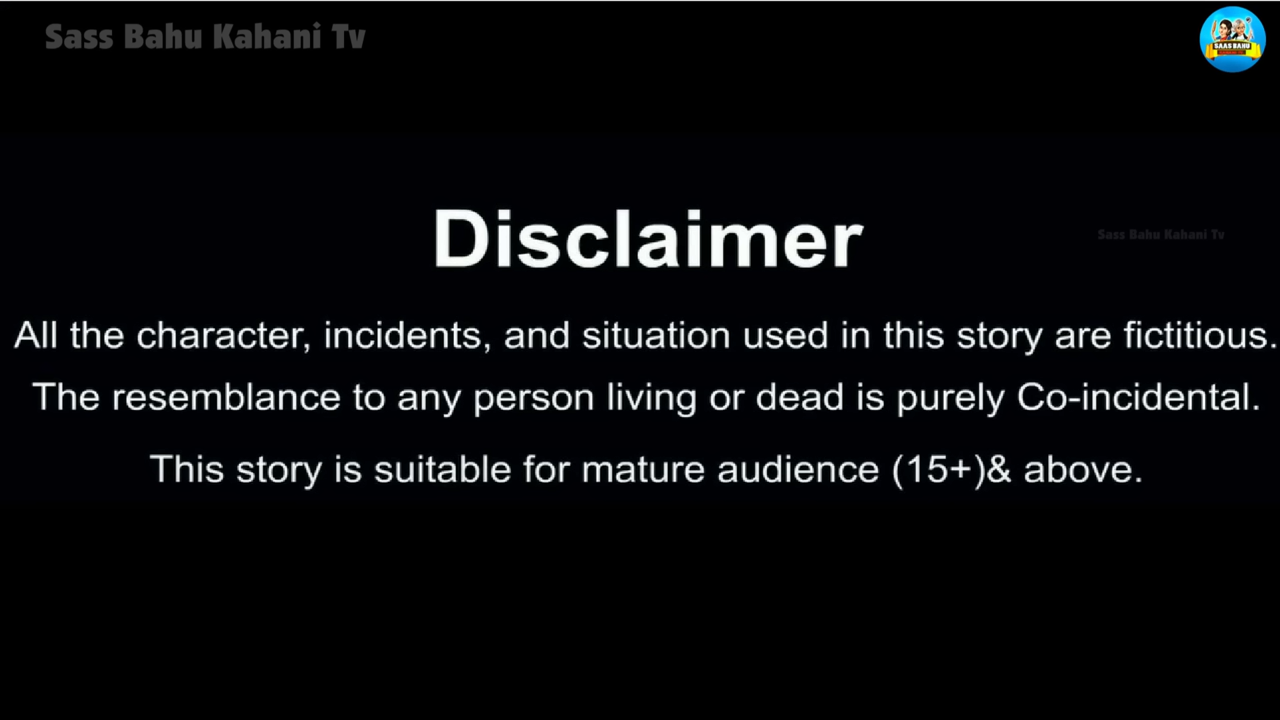 Sass Bahu Kahani Tv
SAAS BAHU
Disclaimer
Sass Bahu Kahani Tv
All the character, incidents, and situation used in this story are fictitious.
The resemblance to any person living or dead is purely Co-incidental.
This story is suitable for mature audience (15+)& above.